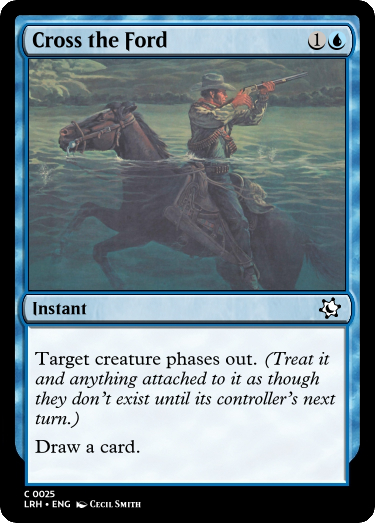 Cross the Ford 1
Instant
Target creature phases out. (Treat it
and anything attached to it as though
they don't exist until its controller's next
turn.)
Draw a card.
C 0025
LRH • ENG Cecil Smith